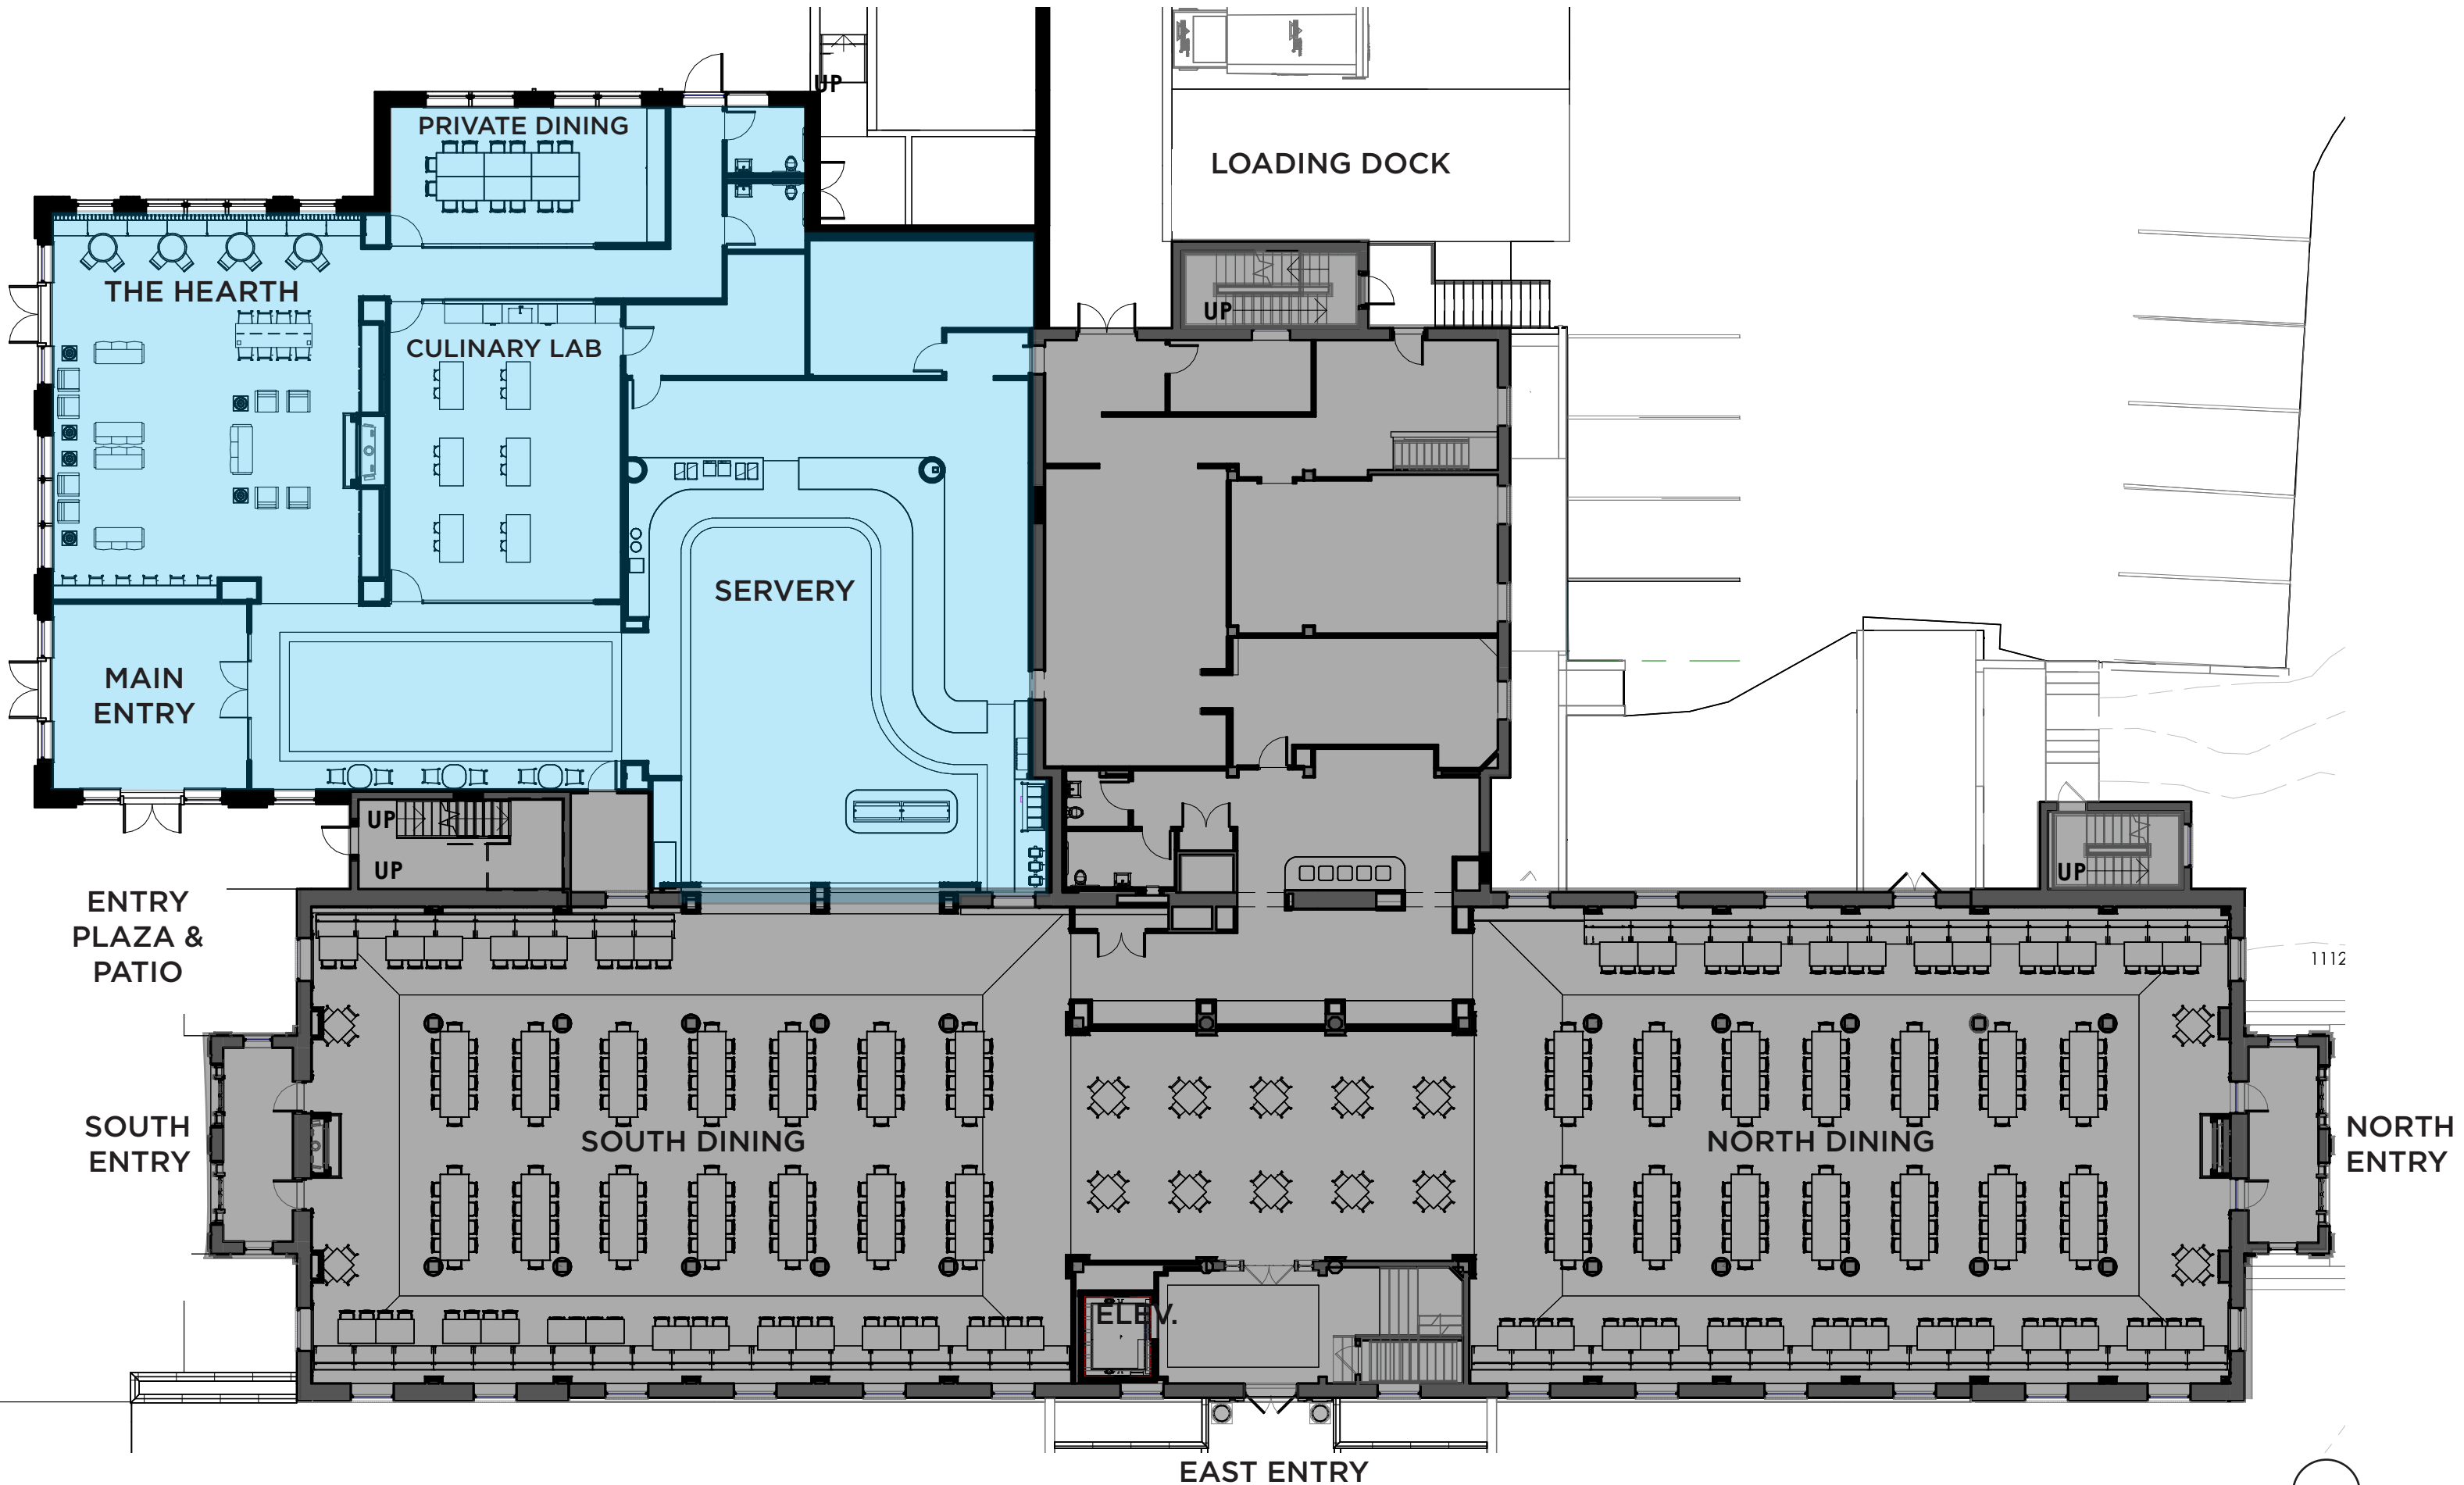 UP
PRIVATE DINING
LOADING DOCK
THE HEARTH
UP
CULINARY LAB
SERVERY
MAIN
ENTRY
UP
UP
UP
ENTRY
PLAZA &
PATIO
1112
SOUTH
ENTRY
SOUTH DINING
NORTH DINING
NORTH
ENTRY
ELEV.
EAST ENTRY